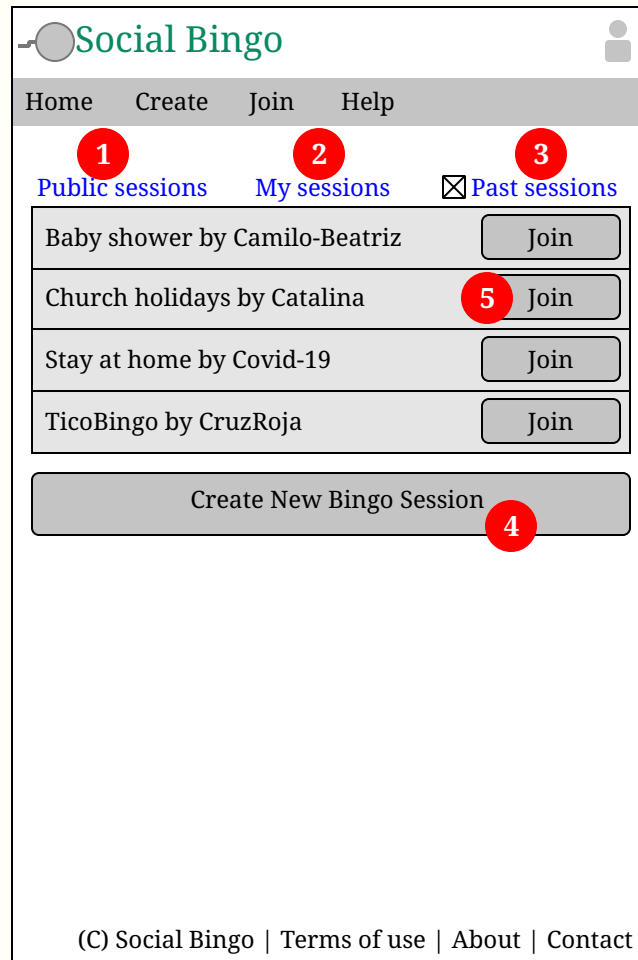 Social Bingo
Home Create Join Help
1 2 3
Public sessions My sessions Past sessions
Baby shower by Camilo-Beatriz Join
Church holidays by Catalina 5 Join
Stay at home by Covid-19 Join
TicoBingo by CruzRoja Join
Create New Bingo Session
4
(C) Social Bingo | Terms of use | About | Contact